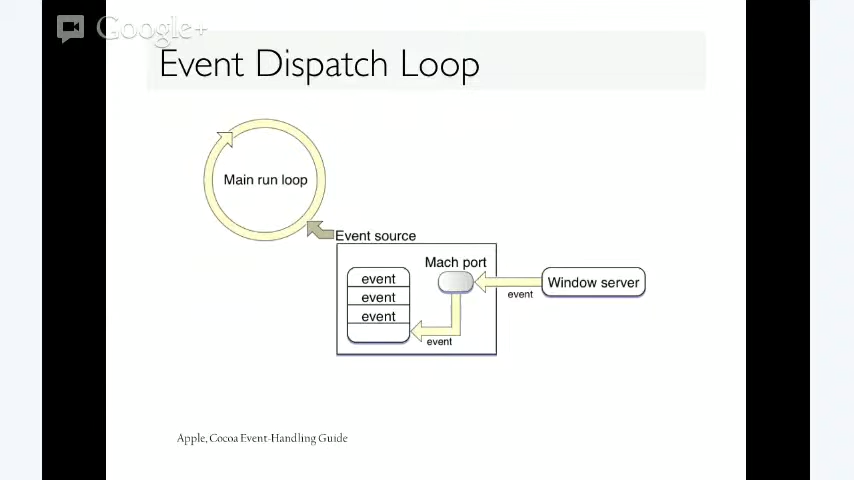 Google+
Event Dispatch Loop
Main run loop
Event source
Mach port
event
event
event
event
event
Window server
Apple, Cocoa Event-Handling Guide